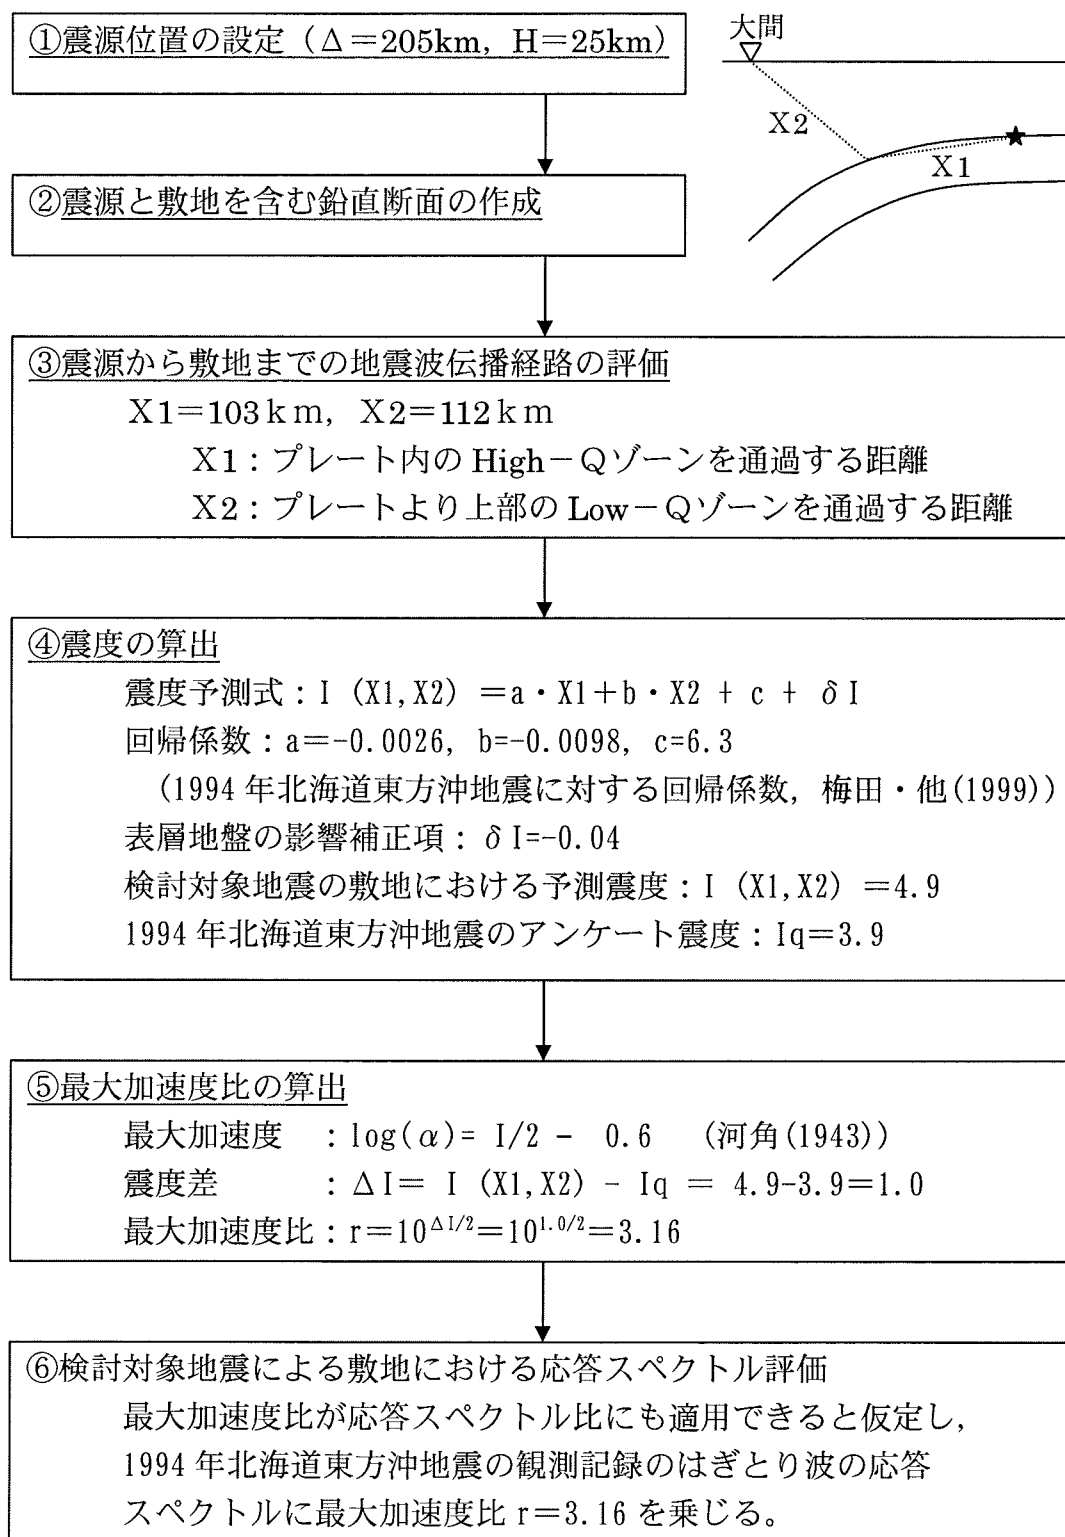 ①震源位置の設定（Δ＝205km，H＝25km）
大間
X2
X1
②震源と敷地を含む鉛直断面の作成
③震源から敷地までの地震波伝播経路の評価
X1＝103ｋｍ，X2＝112ｋｍ
X1：プレート内の High－Qゾーンを通過する距離
X2：プレートより上部の Low－Qゾーンを通過する距離
④震度の算出
震度予測式：I (X1,X2) ＝a・X1＋b・X2 + c + δI
回帰係数：a＝-0.0026, b=-0.0098, c=6.3
(1994年北海道東方沖地震に対する回帰係数，梅田・他(1999))
表層地盤の影響補正項：δI=-0.04
検討対象地震の敷地における予測震度：I (X1,X2) ＝4.9
1994年北海道東方沖地震のアンケート震度：Iq＝3.9
⑤最大加速度比の算出
最大加速度 ：log(α)= I/2 - 0.6 (河角(1943))
震度差 ：ΔI＝ I (X1,X2) - Iq = 4.9-3.9＝1.0
最大加速度比：r＝10^{ΔI/2}＝10^{1.0/2}＝3.16
⑥検討対象地震による敷地における応答スペクトル評価
最大加速度比が応答スペクトル比にも適用できると仮定し，
1994年北海道東方沖地震の観測記録のはぎとり波の応答
スペクトルに最大加速度比 r＝3.16 を乗じる。